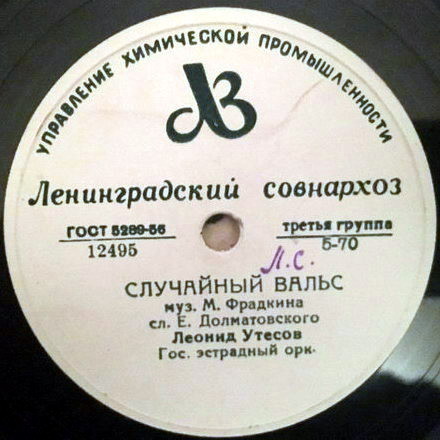 УПРАВЛЕНИЕ ХИМИЧЕСКОЙ ПРОМЫШЛЕННОСТИ
ЛЗ
Ленинградский совнархоз
ГОСТ 5289-56
12495
третья группа
5-70
Л.С.
СЛУЧАЙНЫЙ ВАЛЬС
муз. М. Фрадкина
сл. Е. Долматовского
Леонид Утесов
Гос. эстрадный орк.